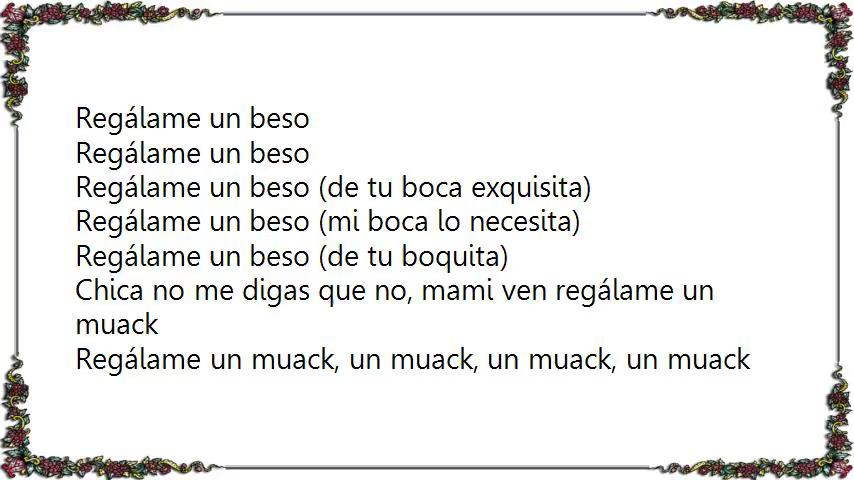 Regálame un beso
Regálame un beso
Regálame un beso (de tu boca exquisita)
Regálame un beso (mi boca lo necesita)
Regálame un beso (de tu boquita)
Chica no me digas que no, mami ven regálame un
muack
Regálame un muack, un muack, un muack, un muack